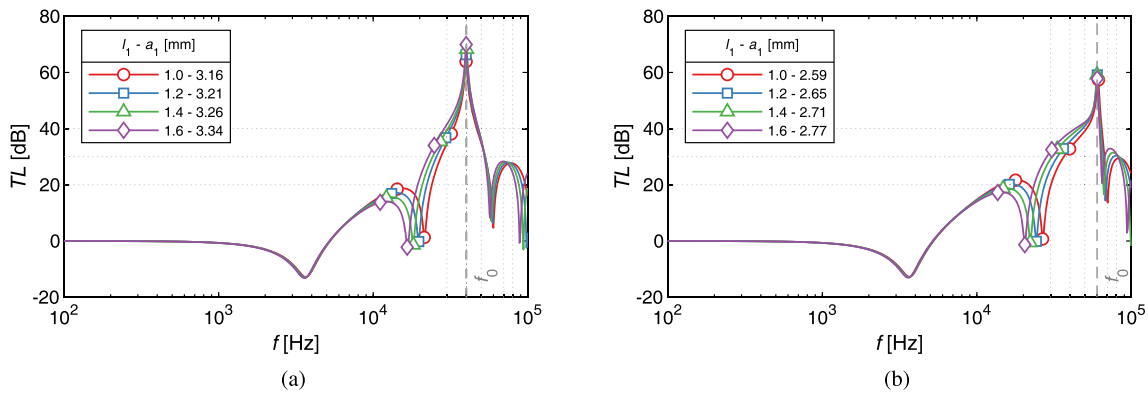 80
60
40
20
0
-20
TL [dB]
l1 - a1 [mm]
1.0 - 3.16
1.2 - 3.21
1.4 - 3.26
1.6 - 3.34
f0
10^2
10^3
10^4
10^5
f [Hz]
(a)
80
60
40
20
0
-20
TL [dB]
l1 - a1 [mm]
1.0 - 2.59
1.2 - 2.65
1.4 - 2.71
1.6 - 2.77
f0
10^2
10^3
10^4
10^5
f [Hz]
(b)